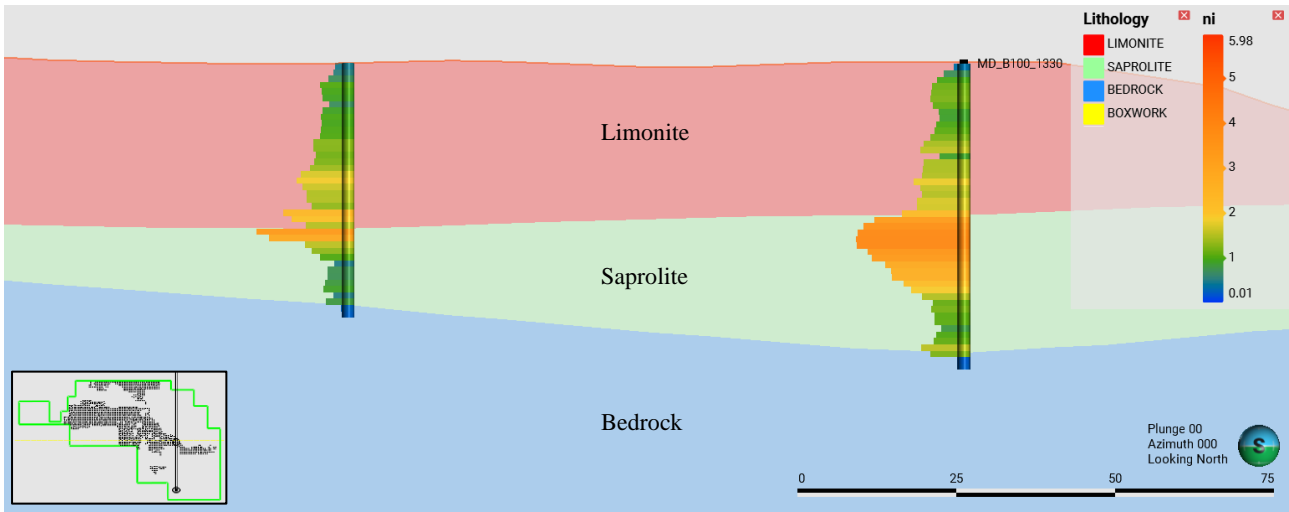 Lithology
LIMONITE
SAPROLITE
BEDROCK
BOXWORK
ni
5.98
5
4
3
2
1
0.01
MD_B100_1330
Limonite
Saprolite
Bedrock
Plunge 00
Azimuth 000
Looking North
S
0 25 50 75